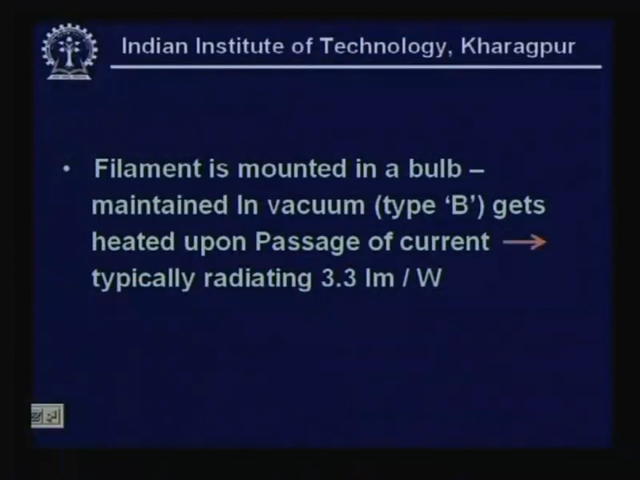 Indian Institute of Technology, Kharagpur
• Filament is mounted in a bulb –
maintained In vacuum (type ‘B’) gets
heated upon Passage of current →
typically radiating 3.3 lm / W